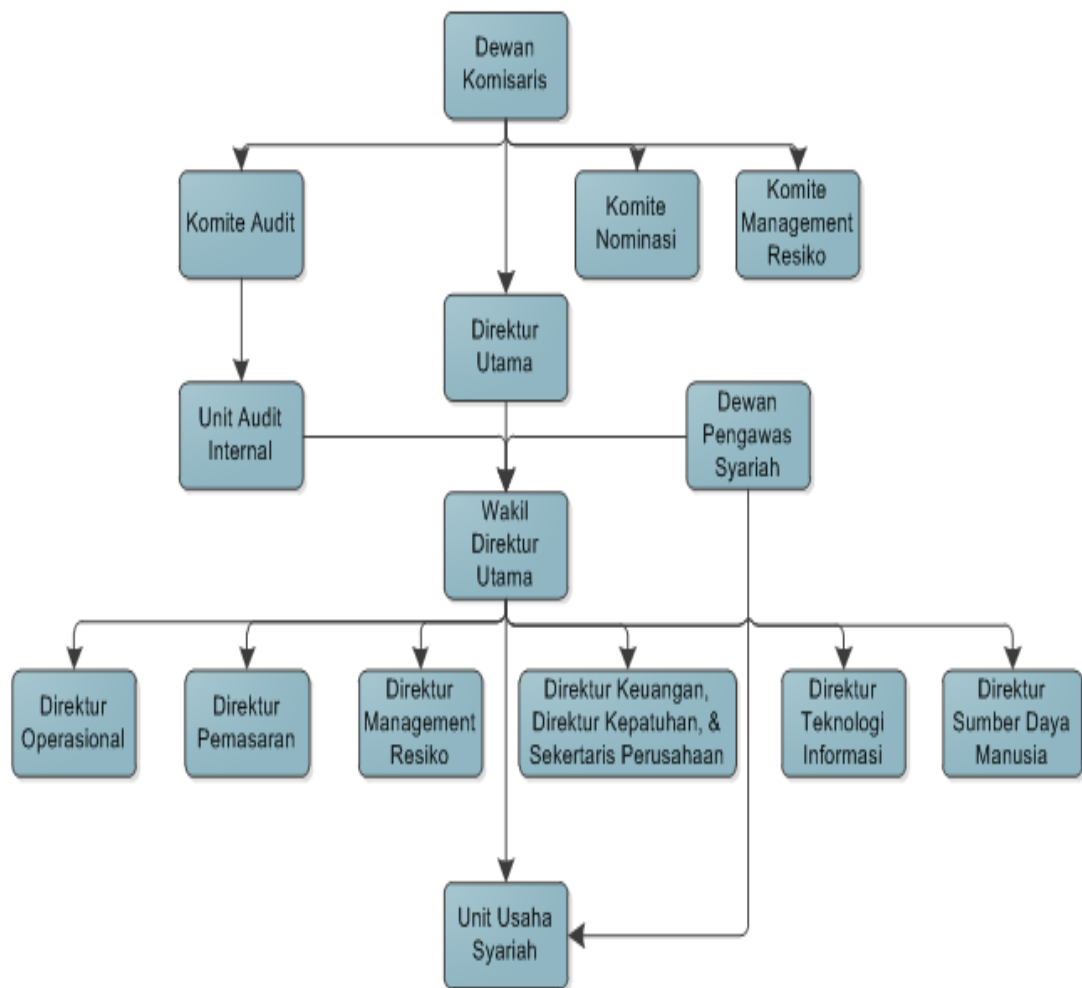 Dewan
Komisaris
Komite Audit
Komite
Nominasi
Komite
Management
Resiko
Direktur
Utama
Unit Audit
Internal
Dewan
Pengawas
Syariah
Wakil
Direktur
Utama
Direktur
Operasional
Direktur
Pemasaran
Direktur
Management
Resiko
Direktur Keuangan,
Direktur Kepatuhan, &
Sekertaris Perusahaan
Direktur
Teknologi
Informasi
Direktur
Sumber Daya
Manusia
Unit Usaha
Syariah